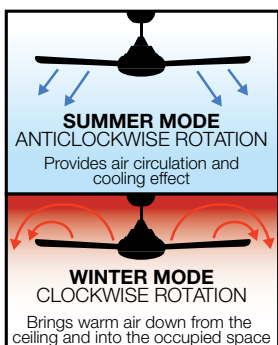 SUMMER MODE
ANTICLOCKWISE ROTATION
Provides air circulation and
cooling effect
WINTER MODE
CLOCKWISE ROTATION
Brings warm air down from the
ceiling and into the occupied space